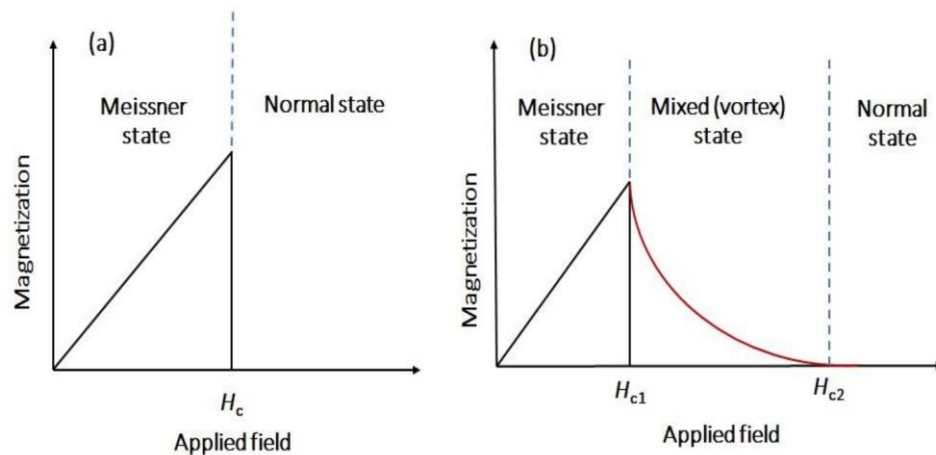 (a)
Meissner
state
Normal state
Magnetization
H_c
Applied field
(b)
Meissner
state
Mixed (vortex)
state
Normal
state
Magnetization
H_c1
H_c2
Applied field